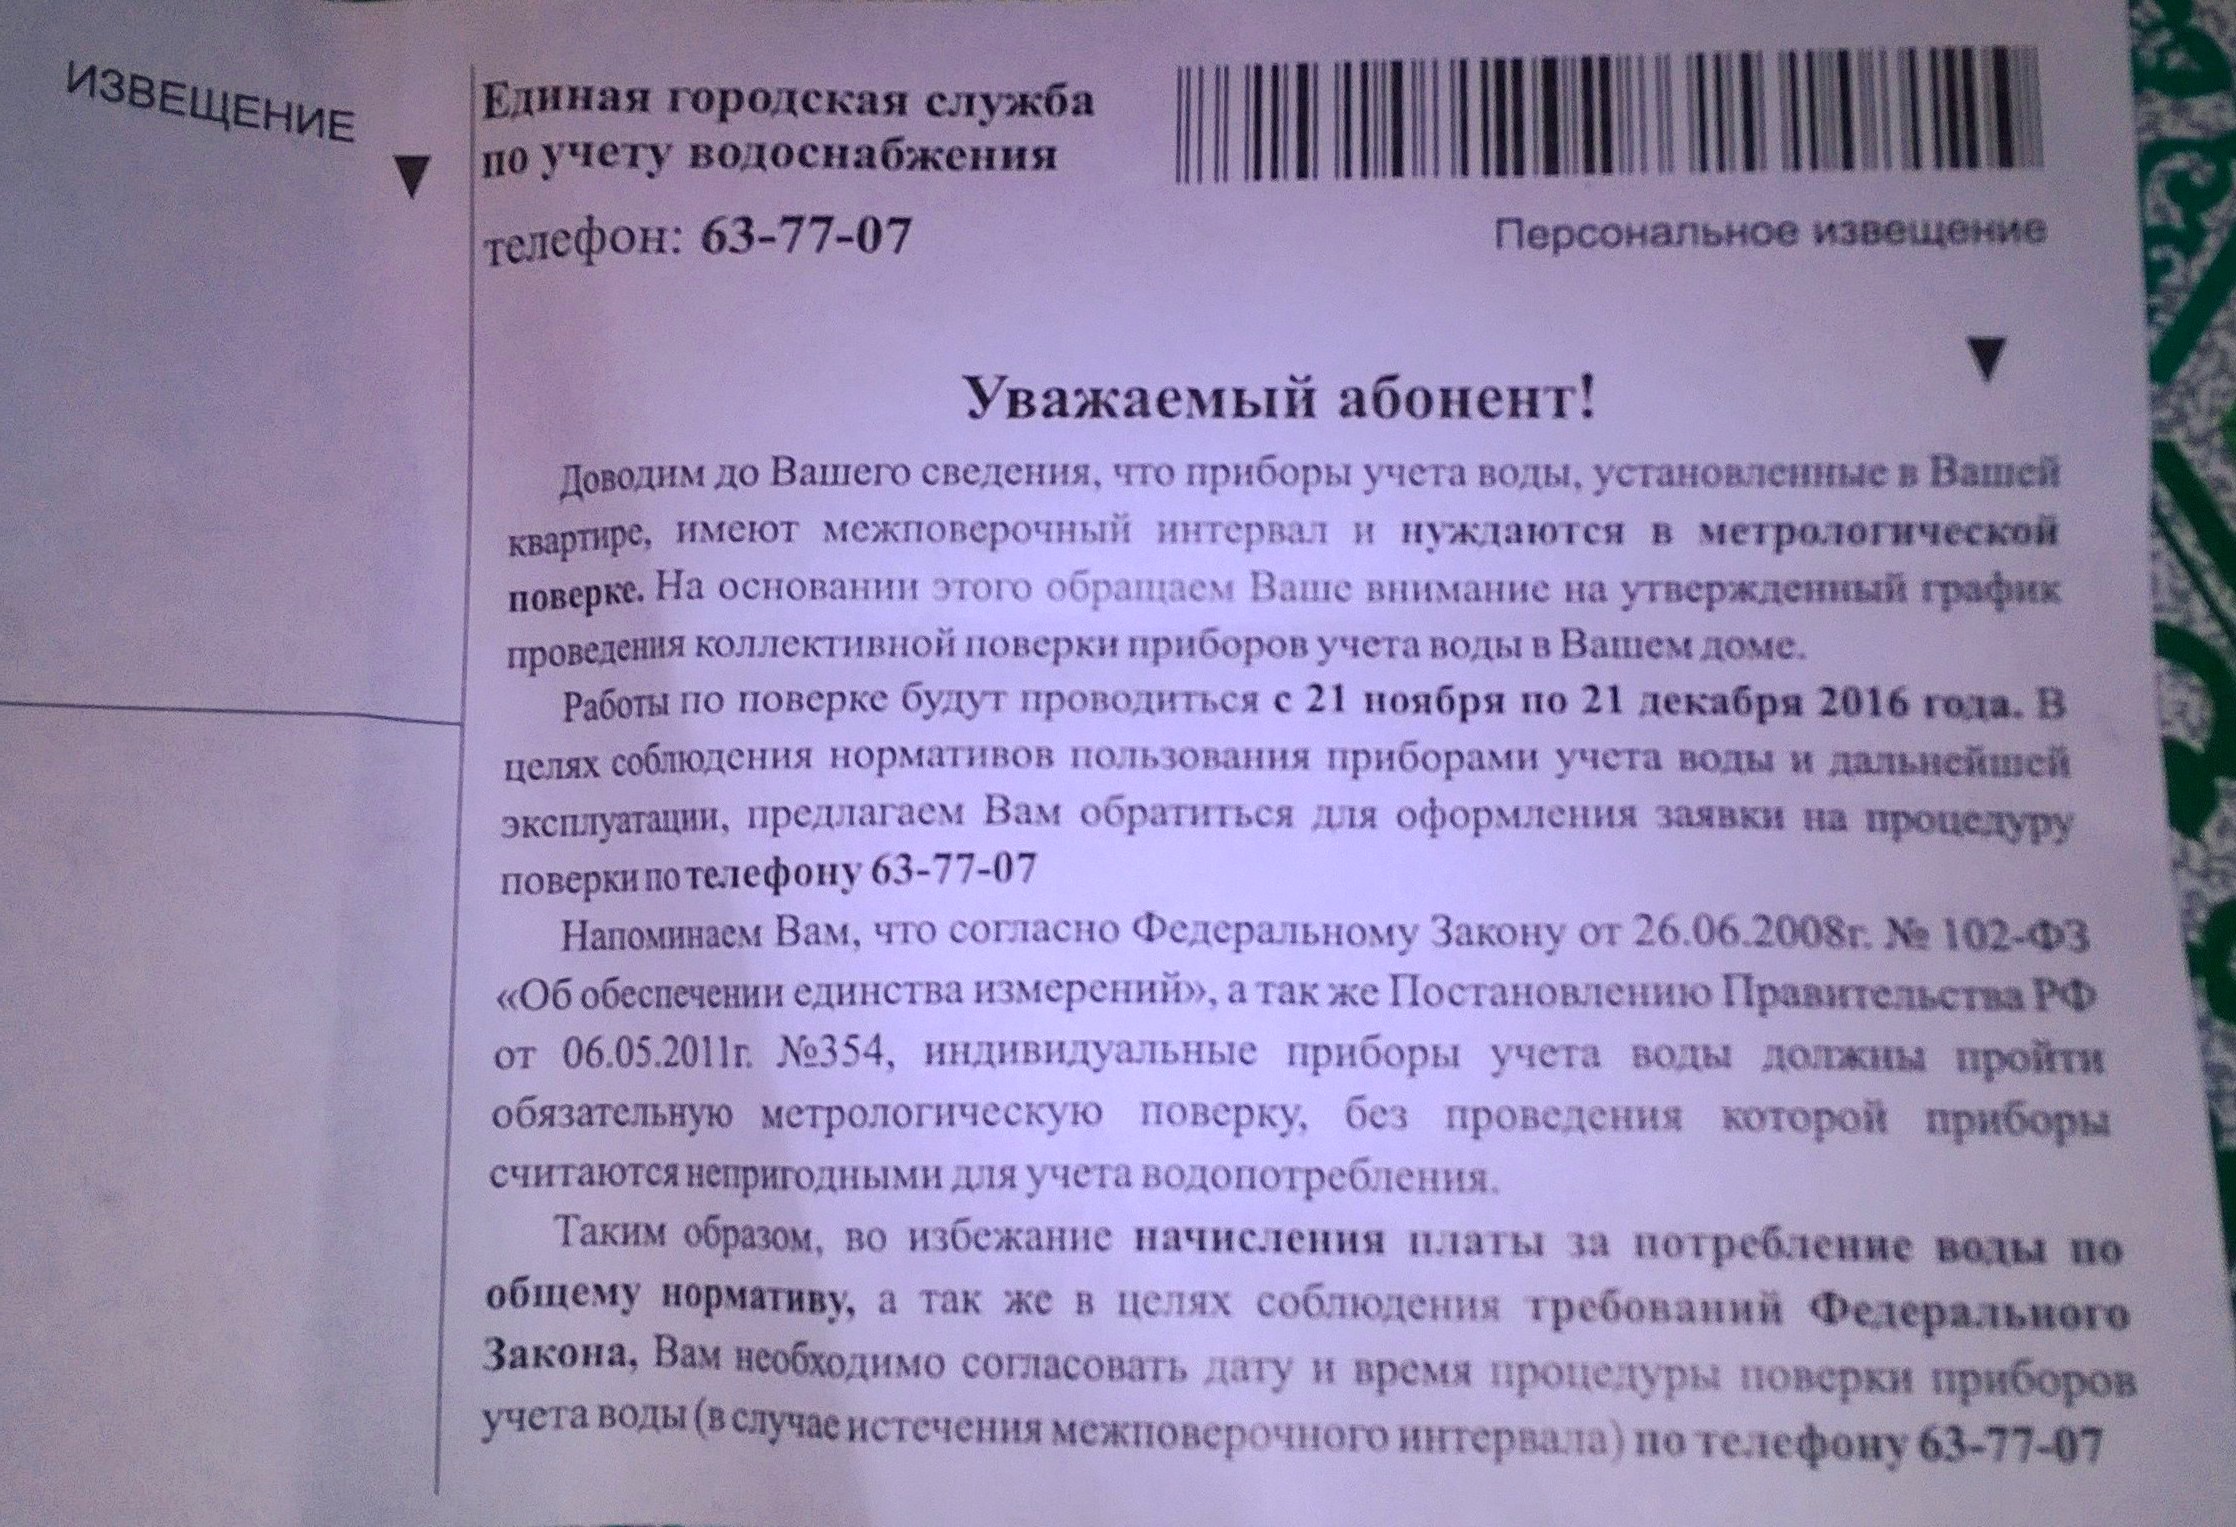 ИЗВЕЩЕНИЕ
Единая городская служба
по учету водоснабжения
телефон: 63-77-07
Персональное извещение
Уважаемый абонент!
Доводим до Вашего сведения, что приборы учета воды, установленные в Вашей
квартире, имеют межповерочный интервал и нуждаются в метрологической
поверке. На основании этого обращаем Ваше внимание на утвержденный график
проведения коллективной поверки приборов учета воды в Вашем доме.
Работы по поверке будут проводиться с 21 ноября по 21 декабря 2016 года. В
целях соблюдения нормативов пользования приборами учета воды и дальнейшей
эксплуатации, предлагаем Вам обратиться для оформления заявки на процедуру
поверки по телефону 63-77-07
Напоминаем Вам, что согласно Федеральному Закону от 26.06.2008г. № 102-ФЗ
«Об обеспечении единства измерений», а так же Постановлению Правительства РФ
от 06.05.2011г. №354, индивидуальные приборы учета воды должны пройти
обязательную метрологическую поверку, без проведения которой приборы
считаются непригодными для учета водопотребления.
Таким образом, во избежание начисления платы за потребление воды по
общему нормативу, а так же в целях соблюдения требований Федерального
Закона, Вам необходимо согласовать дату и время процедуры поверки приборов
учета воды (в случае истечения межповерочного интервала) по телефону 63-77-07